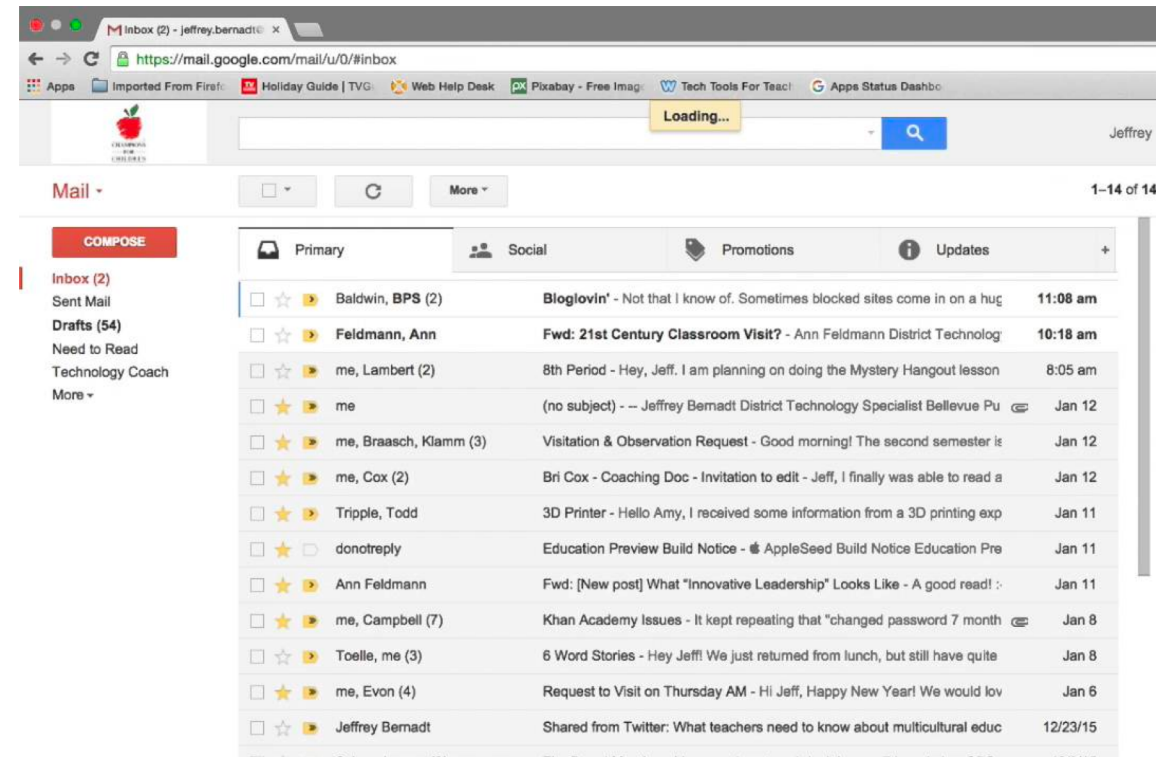 Inbox (2) - jeffrey.bernadt@
https://mail.google.com/mail/u/0/#inbox
Apps Imported From Firefo Holiday Guide | TVG Web Help Desk Pixabay - Free Image Tech Tools For Teach Apps Status Dashbo
Loading...
CHAMPIONS
FOR
CHILDREN
Jeffrey
Mail
More
1–14 of 14
COMPOSE
Inbox (2)
Sent Mail
Drafts (54)
Need to Read
Technology Coach
More
Primary Social Promotions Updates +
Baldwin, BPS (2) Bloglovin' - Not that I know of. Sometimes blocked sites come in on a hug 11:08 am
Feldmann, Ann Fwd: 21st Century Classroom Visit? - Ann Feldmann District Technology 10:18 am
me, Lambert (2) 8th Period - Hey, Jeff. I am planning on doing the Mystery Hangout lesson 8:05 am
me (no subject) - -- Jeffrey Bernadt District Technology Specialist Bellevue Pu Jan 12
me, Braasch, Klamm (3) Visitation & Observation Request - Good morning! The second semester is Jan 12
me, Cox (2) Bri Cox - Coaching Doc - Invitation to edit - Jeff, I finally was able to read a Jan 12
Tripple, Todd 3D Printer - Hello Amy, I received some information from a 3D printing exp Jan 11
donotreply Education Preview Build Notice - AppleSeed Build Notice Education Pre Jan 11
Ann Feldmann Fwd: [New post] What "Innovative Leadership" Looks Like - A good read! :- Jan 11
me, Campbell (7) Khan Academy Issues - It kept repeating that "changed password 7 month Jan 8
Toelle, me (3) 6 Word Stories - Hey Jeff! We just returned from lunch, but still have quite Jan 8
me, Evon (4) Request to Visit on Thursday AM - Hi Jeff, Happy New Year! We would lov Jan 6
Jeffrey Bernadt Shared from Twitter: What teachers need to know about multicultural educ 12/23/15